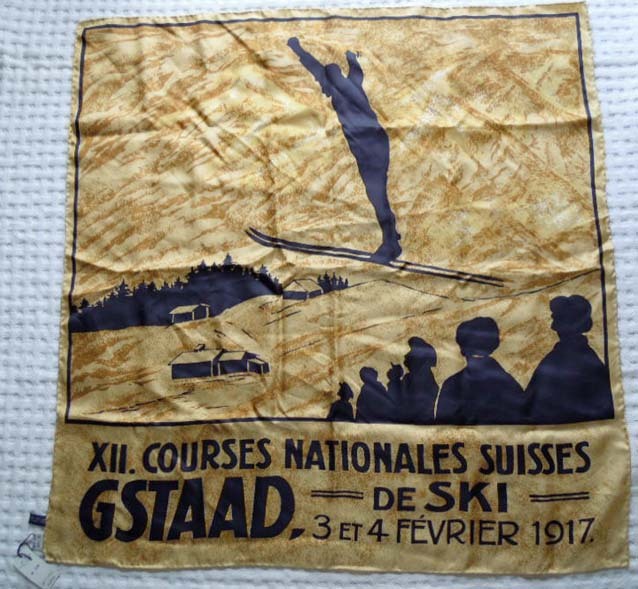 XII. COURSES NATIONALES SUISSES
GSTAAD, DE SKI
3 ET 4 FÉVRIER 1917.